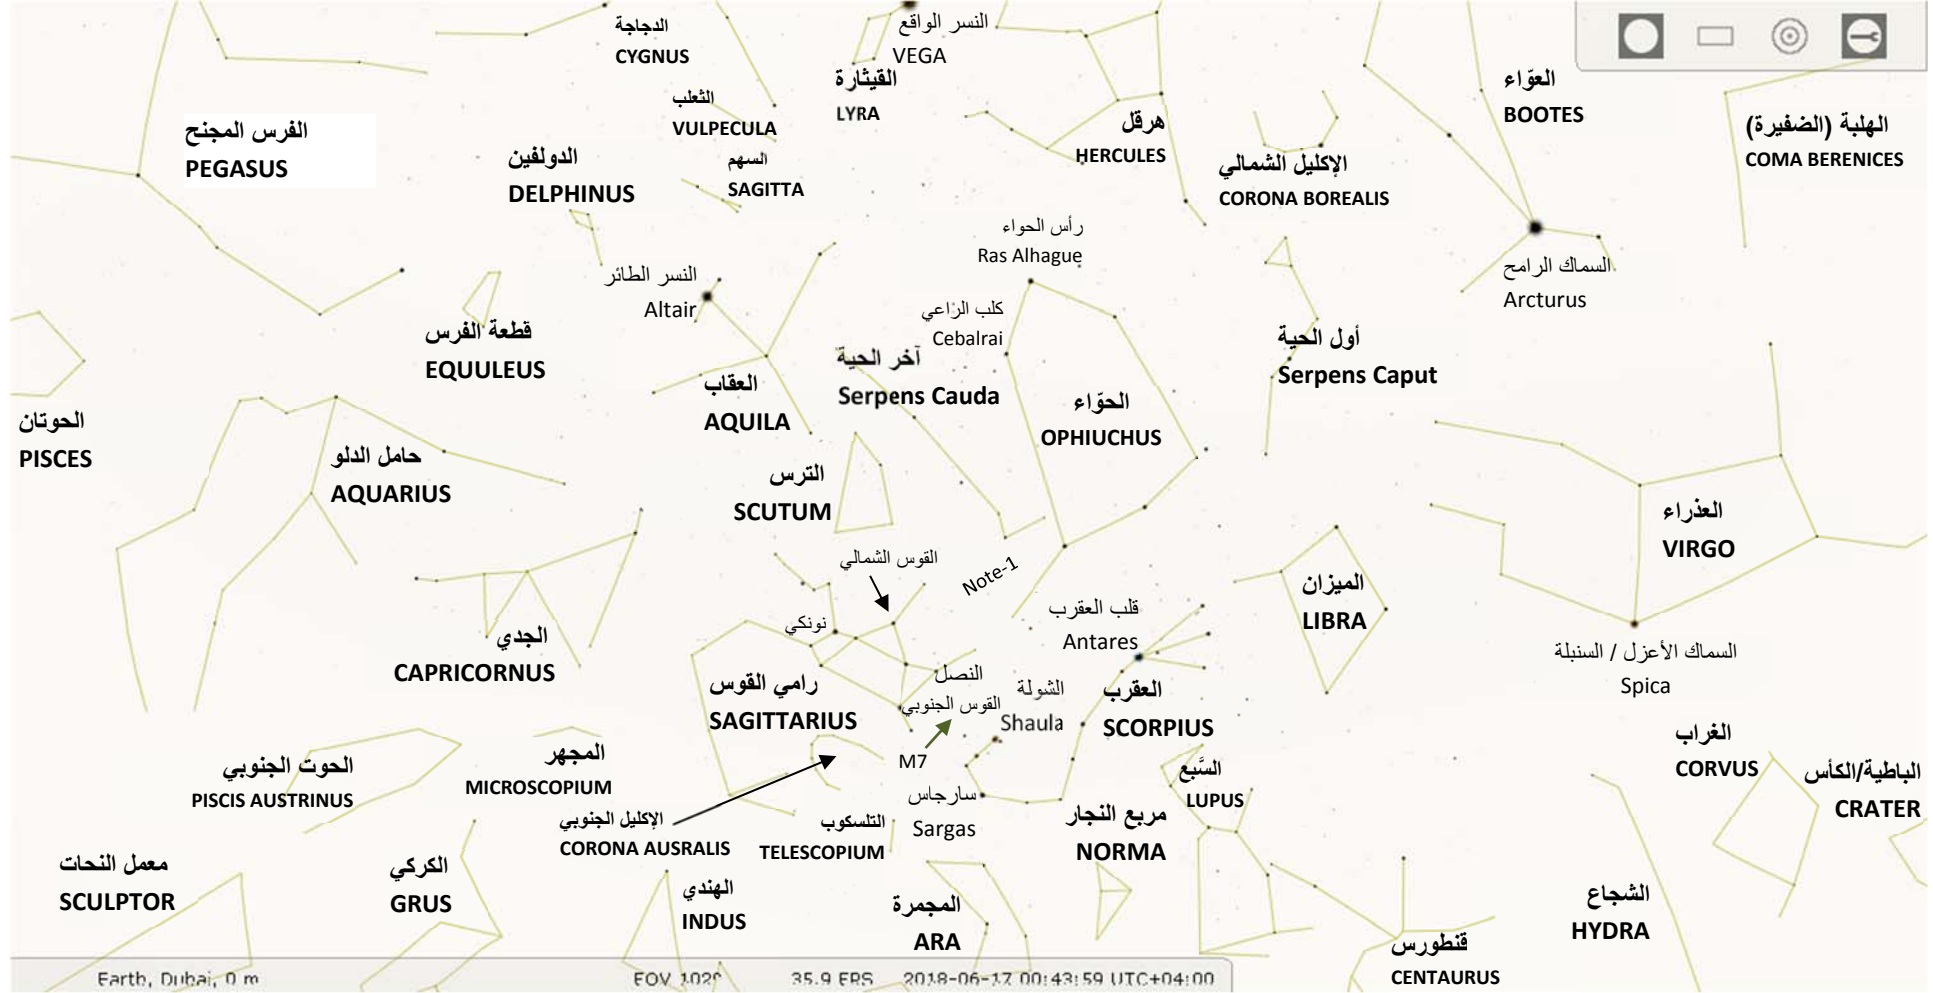 الدجاجة
CYGNUS
النسر الواقع
VEGA
القيثارة
LYRA
الثعلب
VULPECULA
السهم
SAGITTA
العوّاء
BOOTES
الهلبة (الضفيرة)
COMA BERENICES
هرقل
HERCULES
الإكليل الشمالي
CORONA BOREALIS
الفرس المجنح
PEGASUS
الدولفين
DELPHINUS
رأس الحواء
Ras Alhague
النسر الطائر
Altair
السماك الرامح
Arcturus
كلب الراعي
Cebalrai
قطعة الفرس
EQUULEUS
آخر الحية
Serpens Cauda
أول الحية
Serpens Caput
العقاب
AQUILA
الحوّاء
OPHIUCHUS
الحوتان
PISCES
حامل الدلو
AQUARIUS
الترس
SCUTUM
العذراء
VIRGO
القوس الشمالي
Note-1
الميزان
LIBRA
قلب العقرب
Antares
نونكي
الجدي
CAPRICORNUS
السماك الأعزل / السنبلة
Spica
رامي القوس
SAGITTARIUS
النصل
القوس الجنوبي
الشولة
Shaula
العقرب
SCORPIUS
M7
الغراب
CORVUS
الباطية/الكأس
CRATER
الحوت الجنوبي
PISCIS AUSTRINUS
المجهر
MICROSCOPIUM
السَّبع
LUPUS
سارجاس
Sargas
الإكليل الجنوبي
CORONA AUSRALIS
التلسكوب
TELESCOPIUM
مربع النجار
NORMA
معمل النحات
SCULPTOR
الكركي
GRUS
الهندي
INDUS
المجمرة
ARA
الشجاع
HYDRA
قنطورس
CENTAURUS
Earth, Dubai, 0 m FOV 102° 35.9 FPS 2018-06-17 00:43:59 UTC+04:00